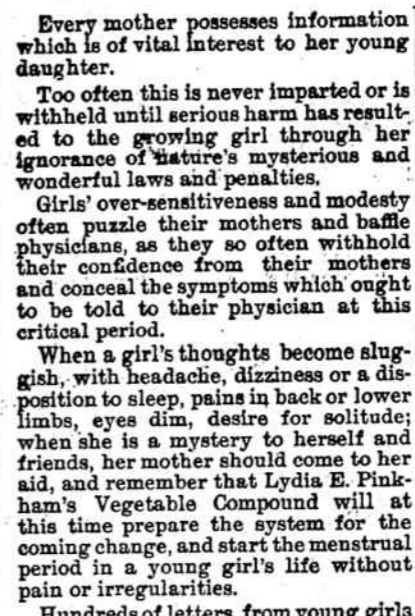 Every mother possesses information
which is of vital interest to her young
daughter.
Too often this is never imparted or is
withheld until serious harm has result-
ed to the growing girl through her
ignorance of nature's mysterious and
wonderful laws and penalties.
Girls' over-sensitiveness and modesty
often puzzle their mothers and baffle
physicians, as they so often withhold
their confidence from their mothers
and conceal the symptoms which ought
to be told to their physician at this
critical period.
When a girl's thoughts become slug-
gish, with headache, dizziness or a dis-
position to sleep, pains in back or lower
limbs, eyes dim, desire for solitude;
when she is a mystery to herself and
friends, her mother should come to her
aid, and remember that Lydia E. Pink-
ham's Vegetable Compound will at
this time prepare the system for the
coming change, and start the menstrual
period in a young girl's life without
pain or irregularities.
Hundreds of letters from young girls